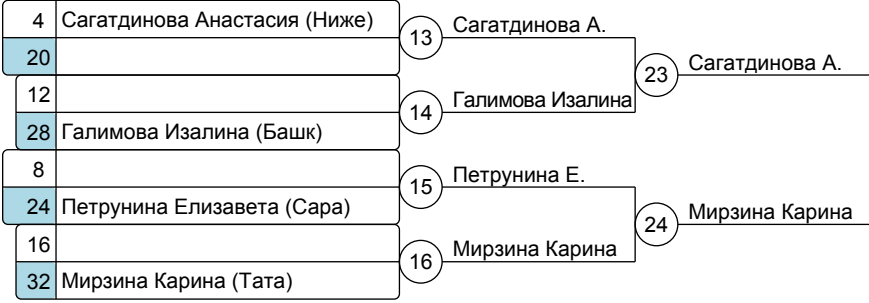 4 Сагатдинова Анастасия (Ниже)
20
12
28 Галимова Изалина (Башк)
8
24 Петрунина Елизавета (Сара)
16
32 Мирзина Карина (Тата)
13 Сагатдинова А.
14 Галимова Изалина
15 Петрунина Е.
16 Мирзина Карина
23 Сагатдинова А.
24 Мирзина Карина